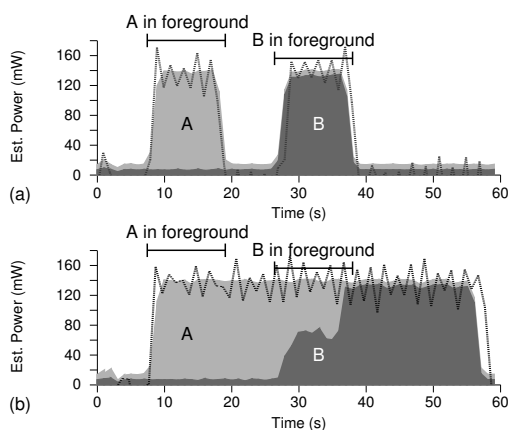 A in foreground
B in foreground
160
120
80
40
0
Est. Power (mW)
A
B
0 10 20 30 40 50 60
Time (s)
(a)
A in foreground
B in foreground
160
120
80
40
0
Est. Power (mW)
A
B
0 10 20 30 40 50 60
Time (s)
(b)